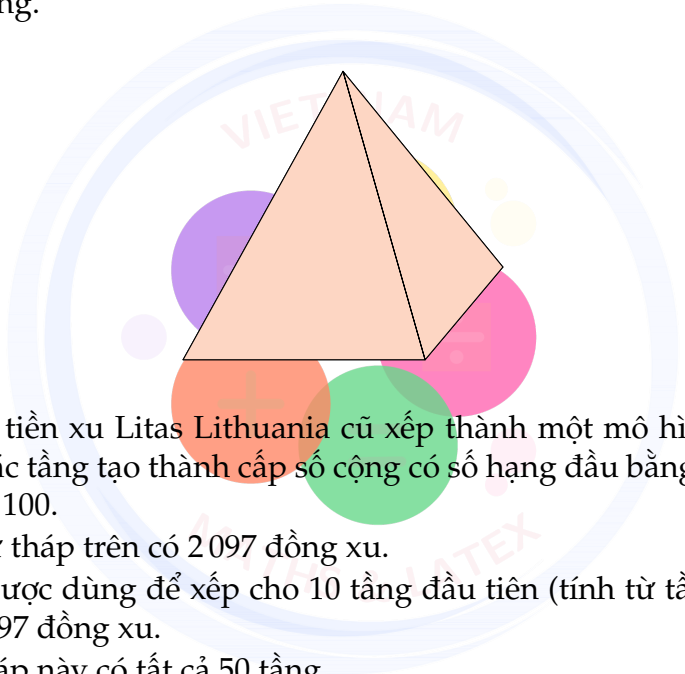 ng.
VIETNAM
tiền xu Litas Lithuania cũ xếp thành một mô hì
ác tầng tạo thành cấp số cộng có số hạng đầu bằng
100.
tháp trên có 2 097 đồng xu.
ược dùng để xếp cho 10 tầng đầu tiên (tính từ tầ
97 đồng xu.
áp này có tất cả 50 tầng